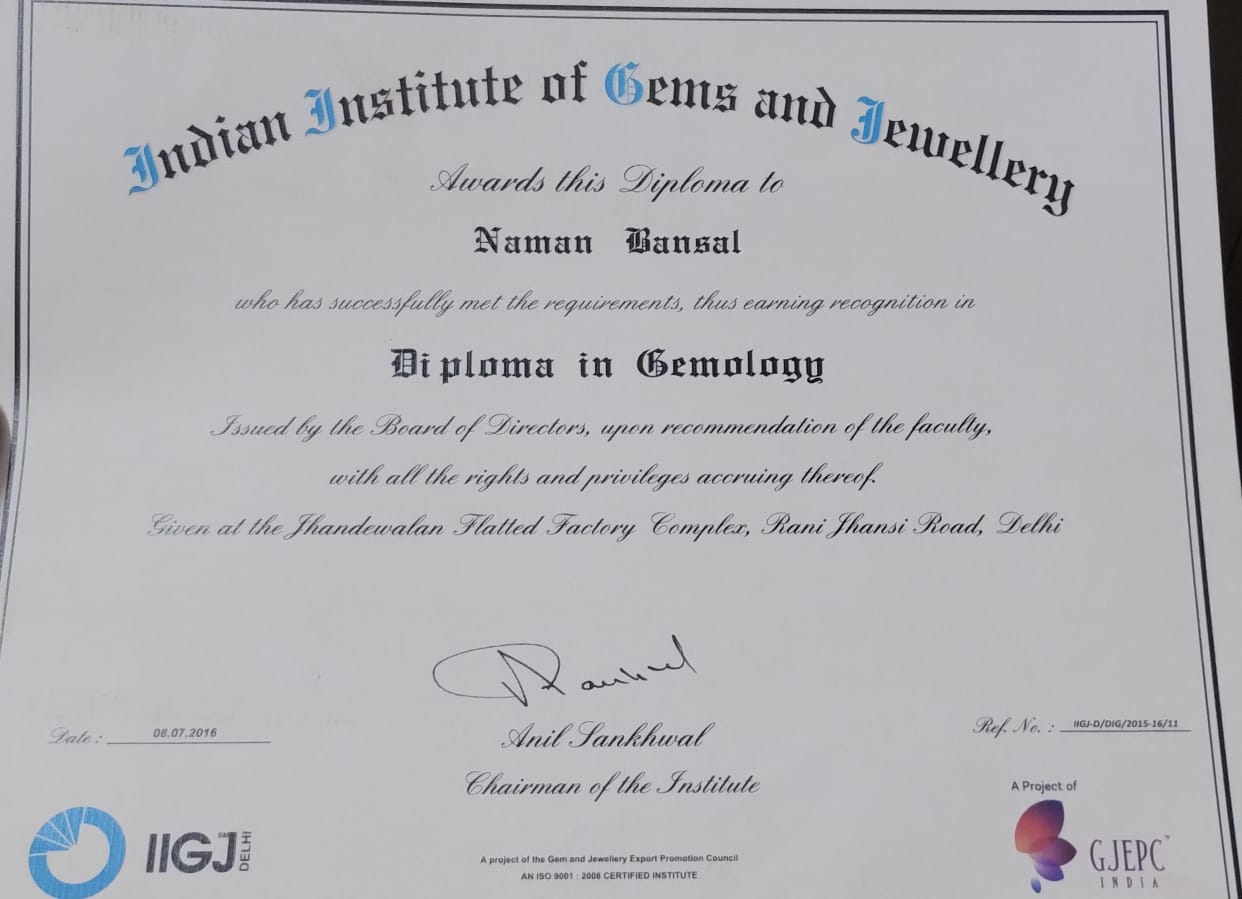 Indian Institute of Gems and Jewellery
Awards this Diploma to
Naman Bansal
who has successfully met the requirements, thus earning recognition in
Diploma in Gemology
Issued by the Board of Directors, upon recommendation of the faculty,
with all the rights and privileges accruing thereof.
Given at the Jhandewalan Flatted Factory Complex, Rani Jhansi Road, Delhi
Date : 08.07.2016
Anil Sankhwal
Chairman of the Institute
Ref. No. : IIGJ-D/DIG/2015-16/11
IIGJ DELHI
A project of the Gem and Jewellery Export Promotion Council
AN ISO 9001 : 2008 CERTIFIED INSTITUTE
A Project of
GJEPC™
INDIA